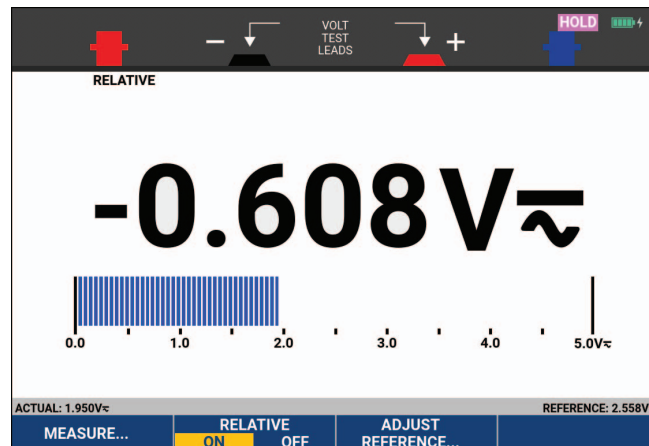 VOLT
TEST
LEADS
− +
HOLD
RELATIVE
-0.608 V
0.0 1.0 2.0 3.0 4.0 5.0V
ACTUAL: 1.950V
REFERENCE: 2.558V
MEASURE...
RELATIVE
ON OFF
ADJUST
REFERENCE...